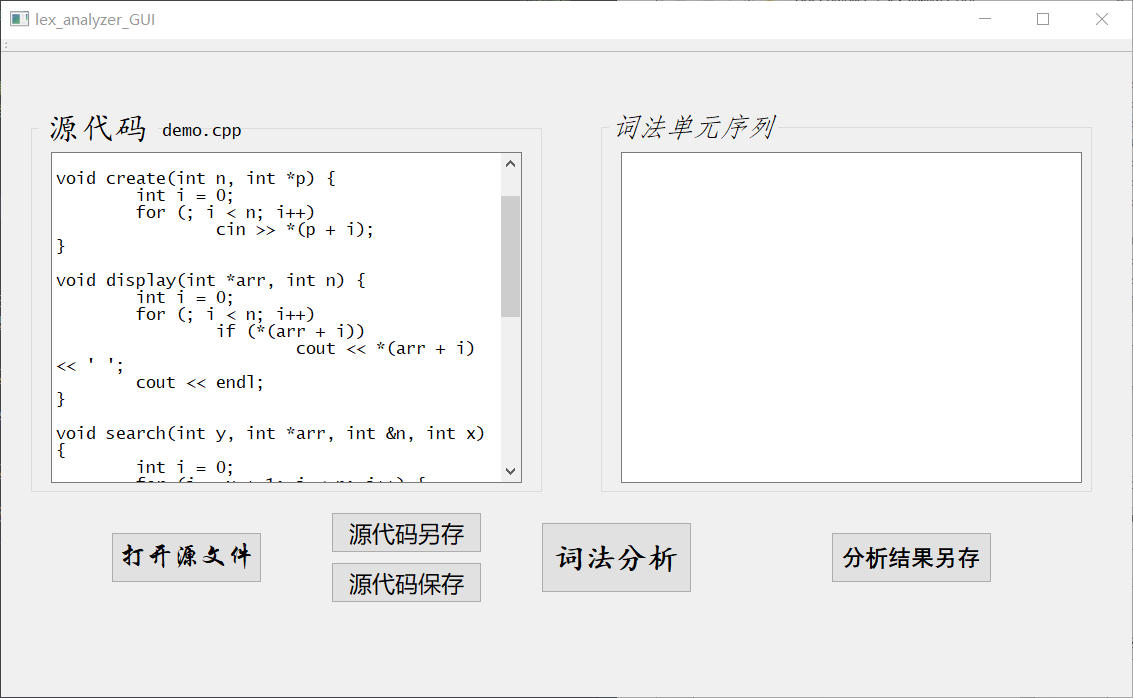 lex_analyzer_GUI
源代码 demo.cpp
void create(int n, int *p) {
int i = 0;
for (; i < n; i++)
cin >> *(p + i);
}
void display(int *arr, int n) {
int i = 0;
for (; i < n; i++)
if (*(arr + i))
cout << *(arr + i)
<< ' ';
cout << endl;
}
void search(int y, int *arr, int &n, int x)
{
int i = 0;
词法单元序列
打开源文件
源代码另存
源代码保存
词法分析
分析结果另存